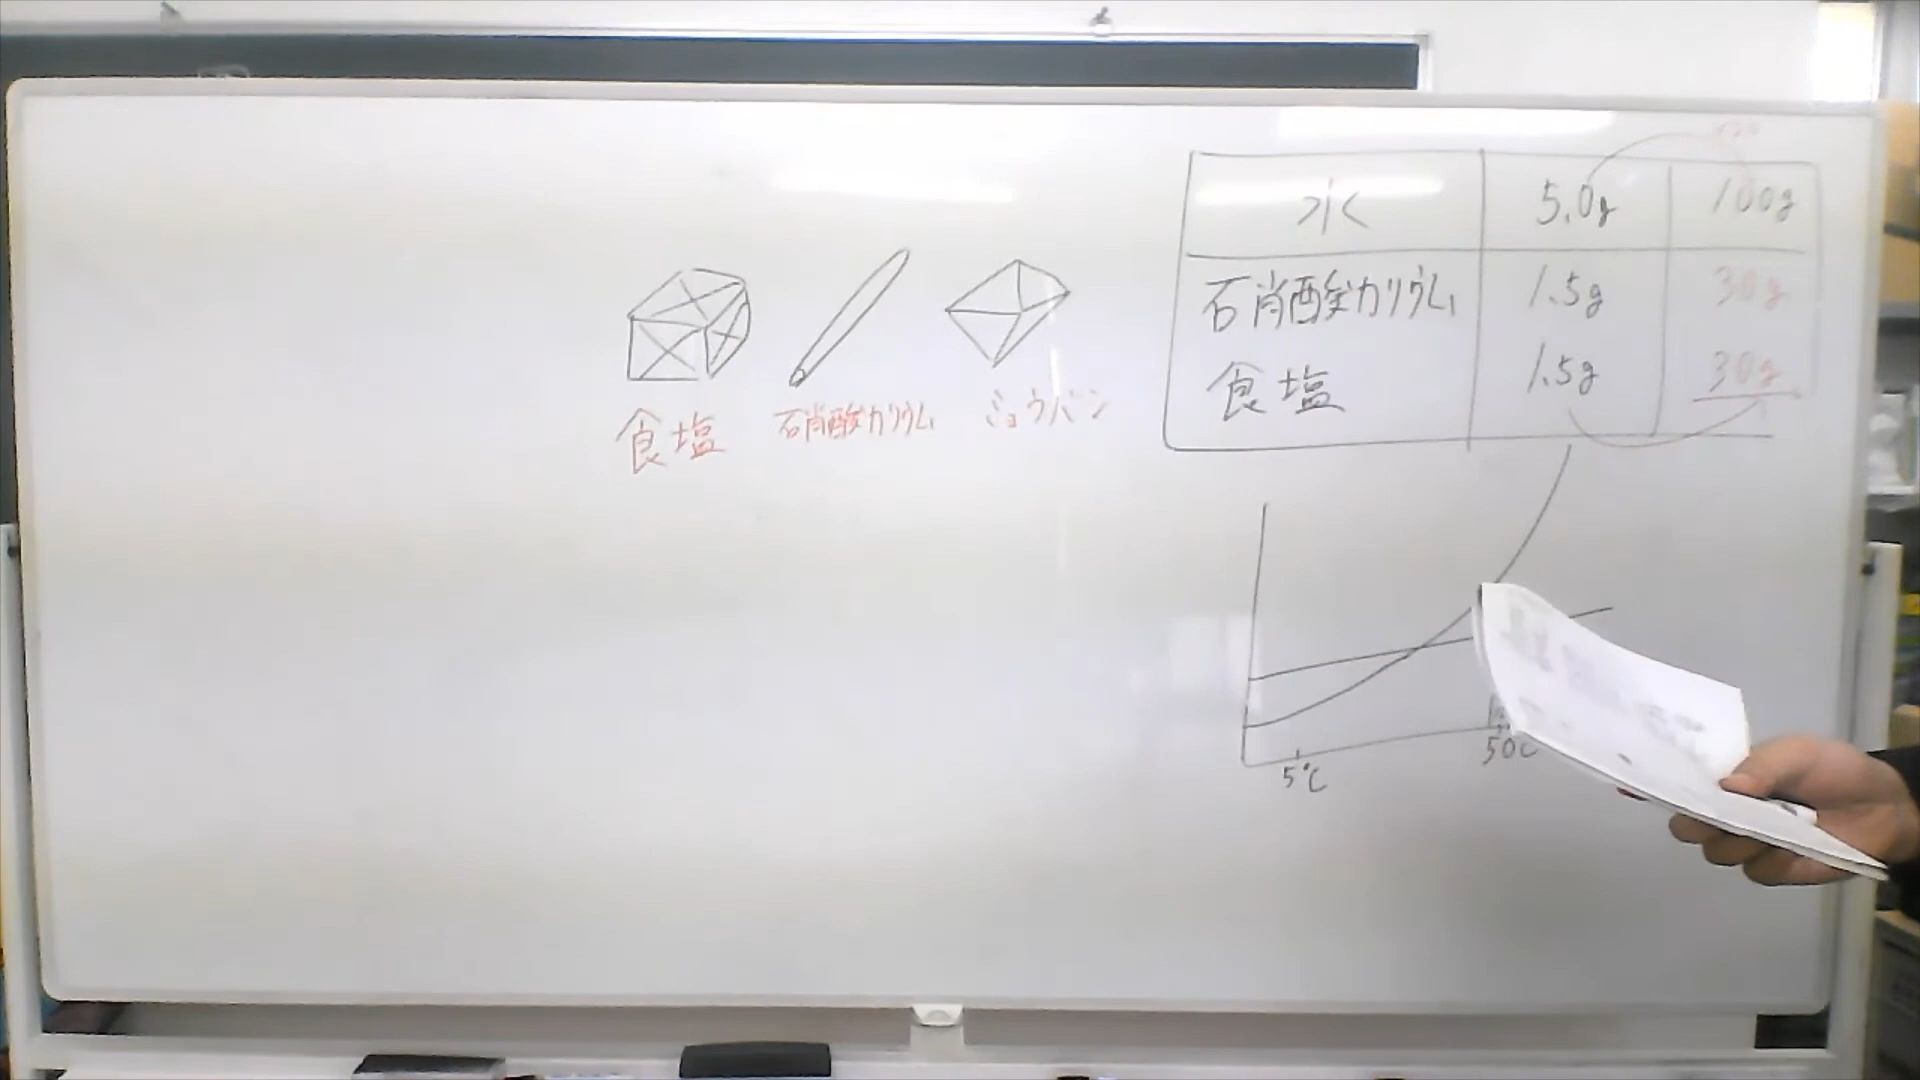 水 5.0g 100g
硝酸カリウム 1.5g 30g
食塩 1.5g 30g
食塩 硝酸カリウム ミョウバン
5℃ 50℃